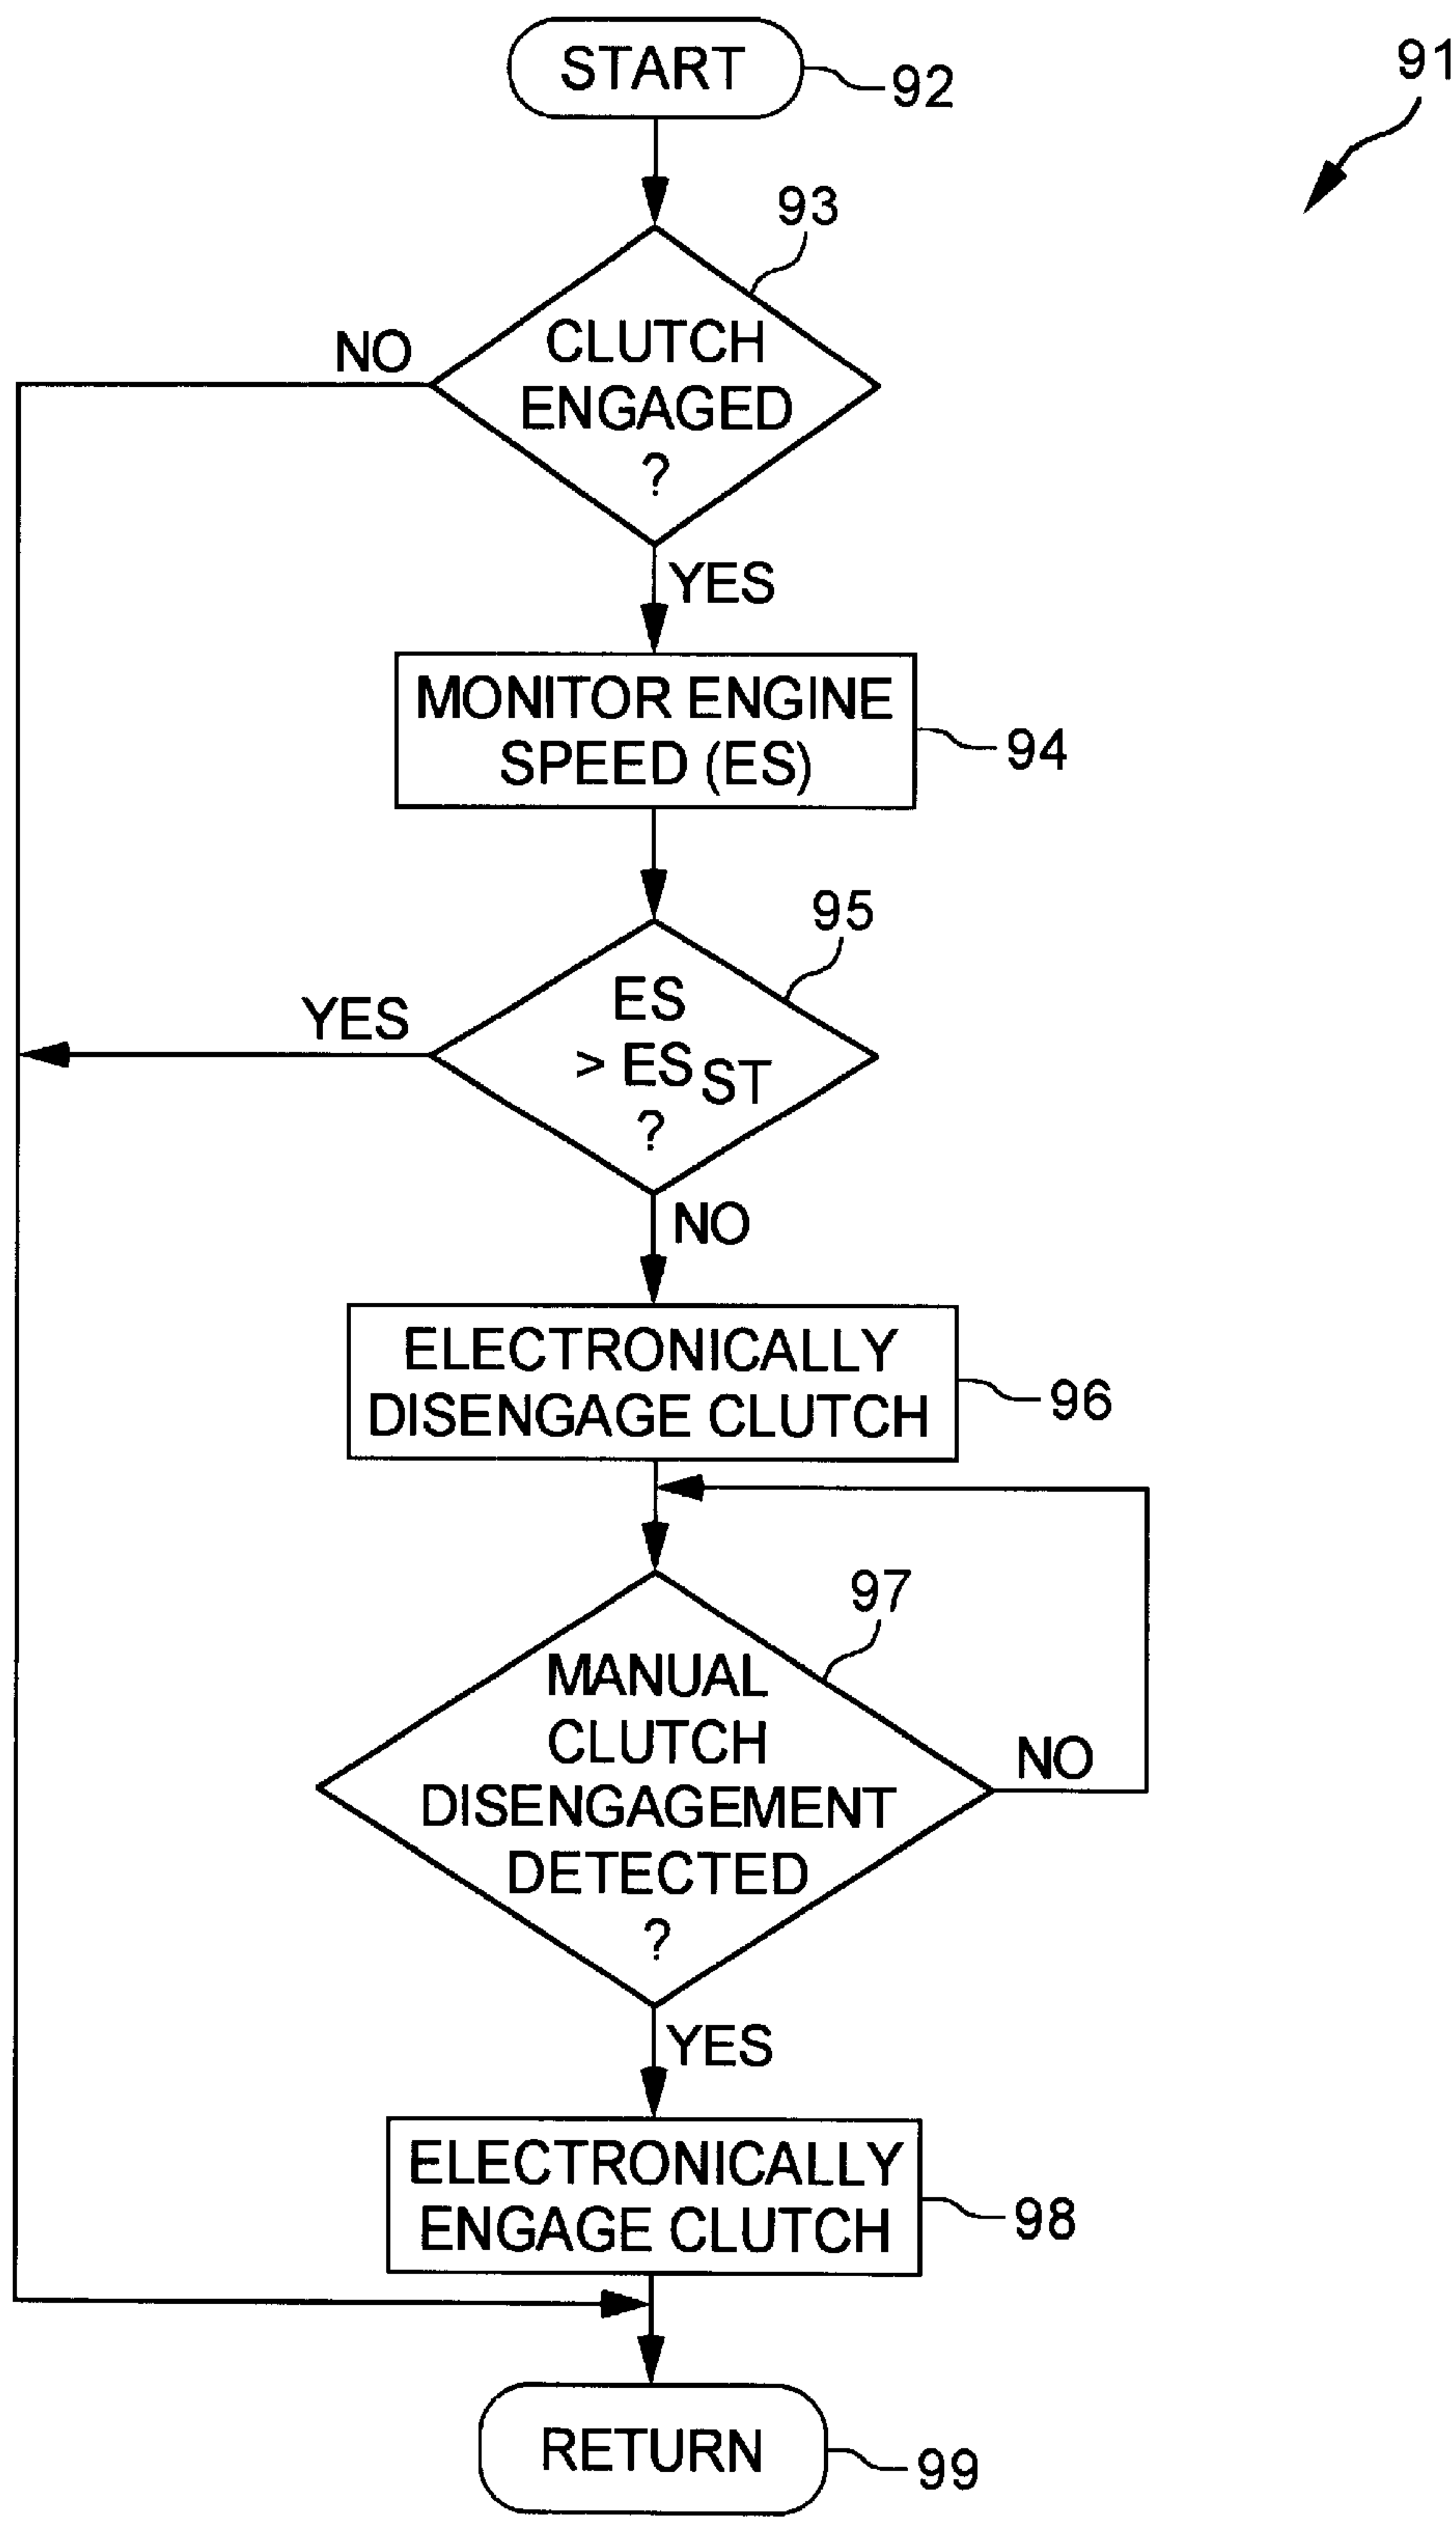 START
92
91
93
NO
CLUTCH
ENGAGED
?
YES
MONITOR ENGINE
SPEED (ES)
94
95
YES
ES
> ES ST
?
NO
ELECTRONICALLY
DISENGAGE CLUTCH
96
97
MANUAL
CLUTCH
DISENGAGEMENT
DETECTED
?
NO
YES
ELECTRONICALLY
ENGAGE CLUTCH
98
RETURN
99